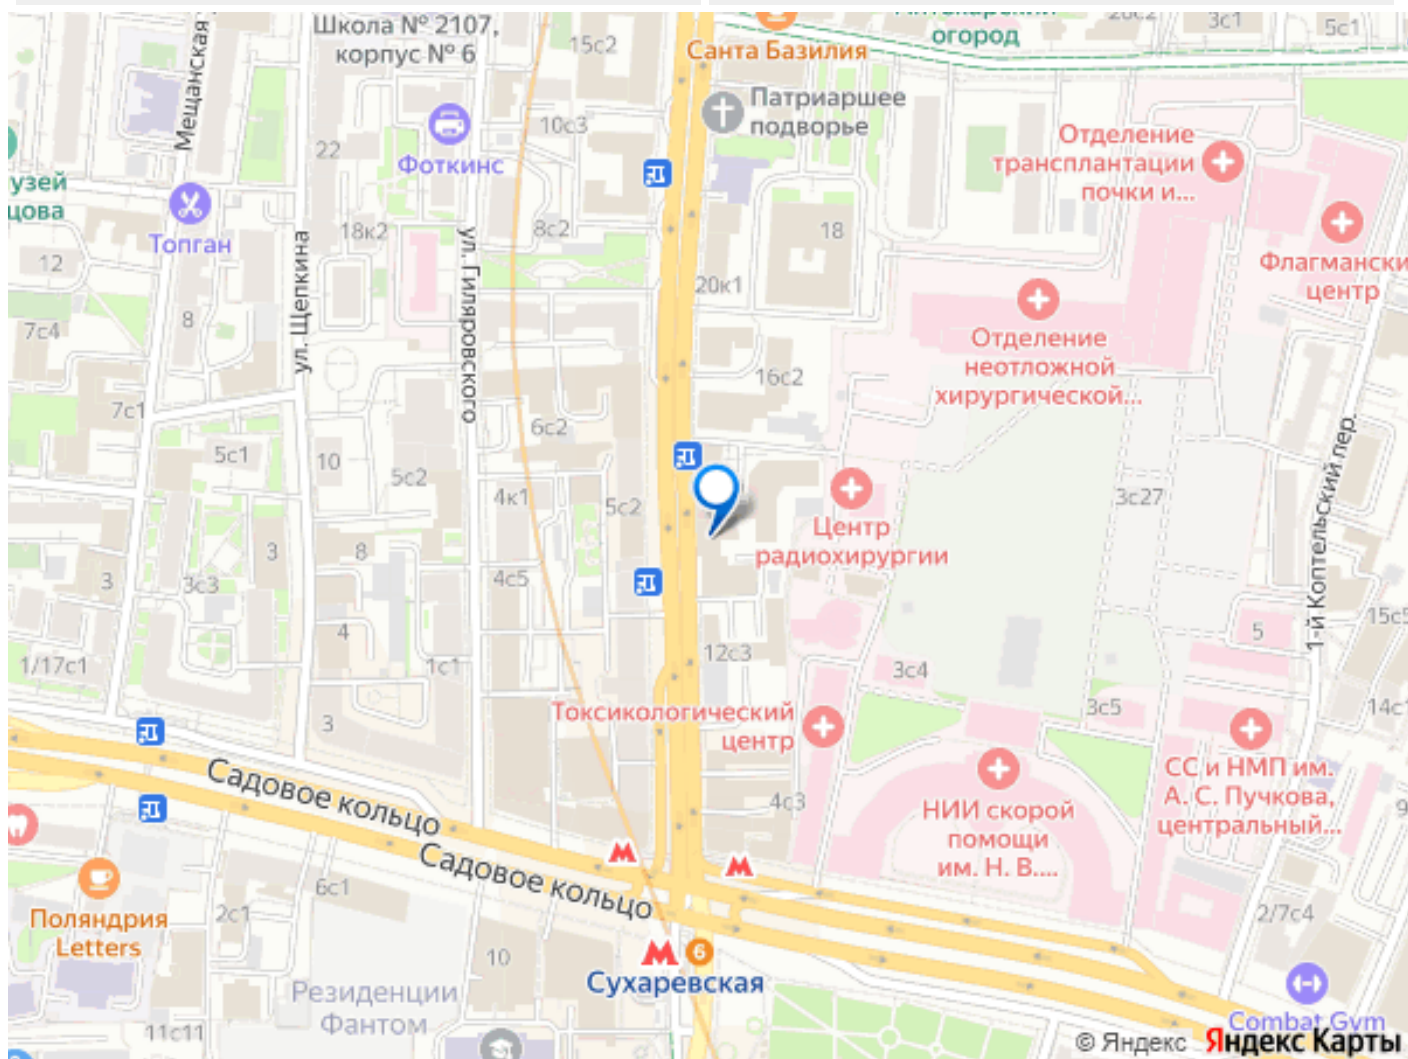 Школа № 2107,
корпус № 6
15с2
Санта Базилия
огород
3с1
5с1
Мещанская
22
Фоткинс
10с3
Патриаршее
подворье
Отделение
трансплантации
почки и...
узей
цова
Топган
12
ул. Щепкина
18к2
ул. Гиляровского
8с2
18
20к1
Флагмански
центр
7с4
8
Отделение
неотложной
хирургической...
16с2
7с1
6с2
5с1
10
5с2
4к1
5с2
Центр
радиохирургии
3с27
1-й Коптельский пер.
3
8
3
3с3
4с5
4
1/17с1
1с1
12с3
3с4
5
15с5
3
Токсикологический
центр
3с5
14с1
Садовое кольцо
4с3
НИИ скорой
помощи
им. Н. В....
СС и НМП им.
А. С. Пучкова,
центральный...
9
Садовое кольцо
6с1
2с1
Поляндрия
Letters
2/7с4
10
6
Сухаревская
Резиденции
Фантом
11с11
Combat Gym
© Яндекс Яндекс Карты